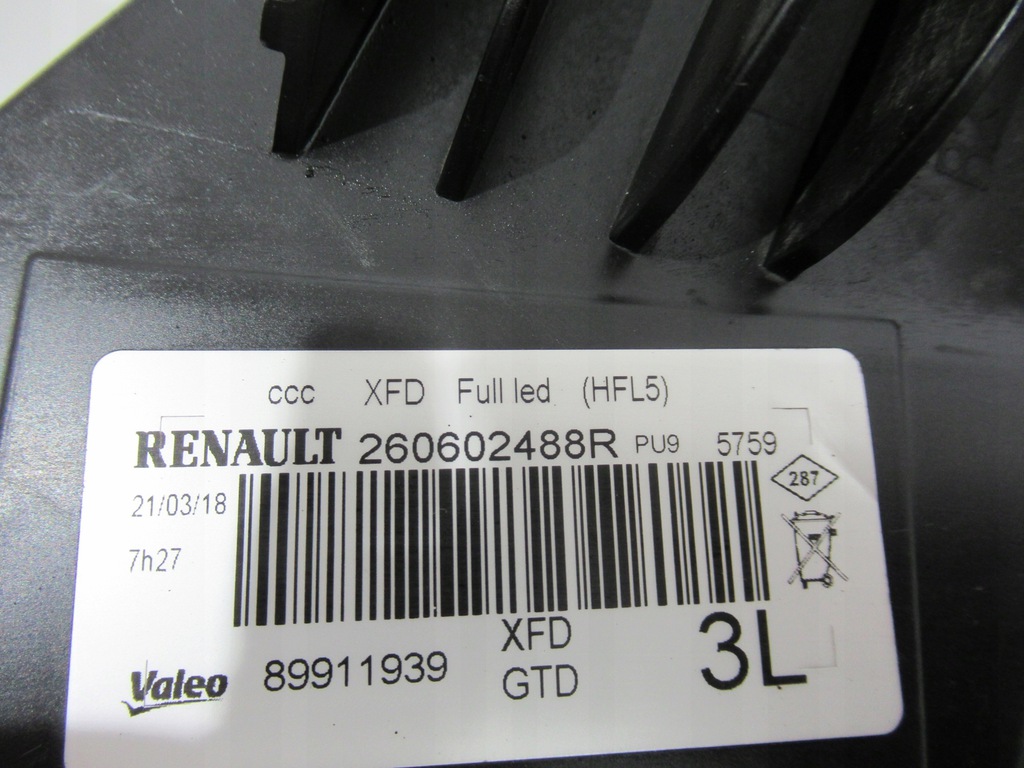 ccc XFD Full led (HFL5)
RENAULT 260602488R PU9 5759
287
21/03/18
7h27
XFD
3L
Valeo 89911939
GTD